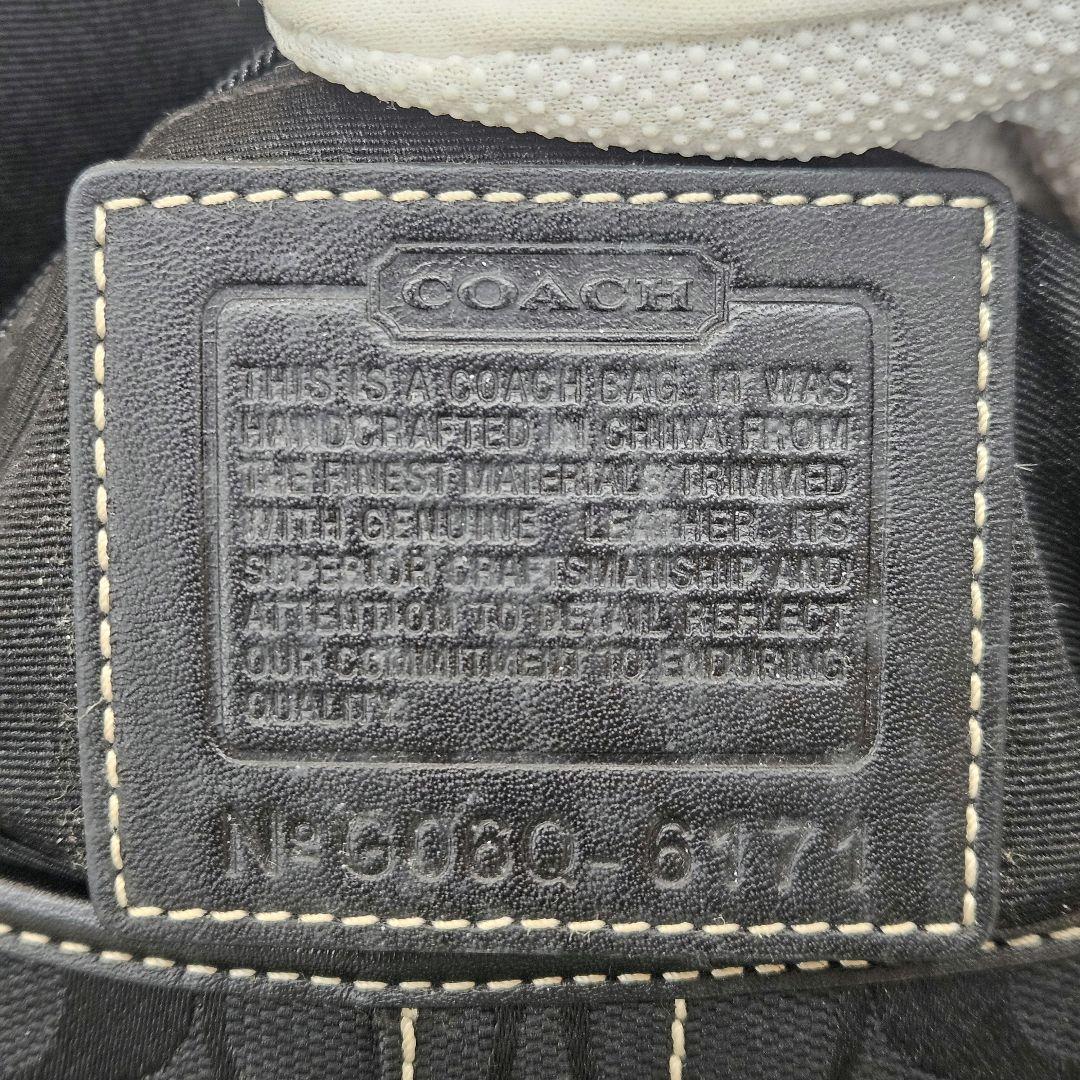 COACH
THIS IS A COACH BAG. IT WAS
HANDCRAFTED IN CHINA FROM
THE FINEST MATERIALS TRIMMED
WITH GENUINE LEATHER. ITS
SUPERIOR CRAFTSMANSHIP AND
ATTENTION TO DETAIL REFLECT
OUR COMMITMENT TO ENDURING
QUALITY.
Nº G06Q-6171